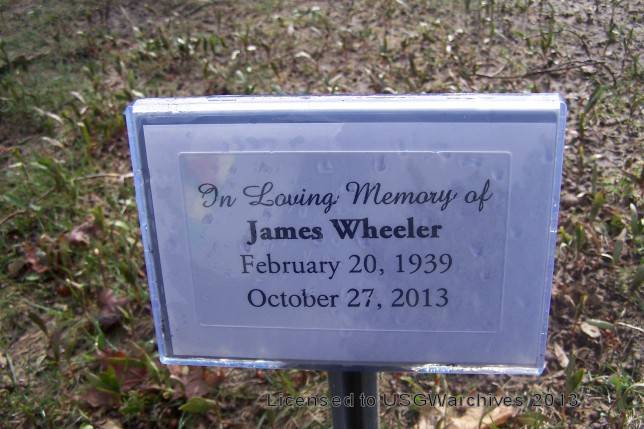 In Loving Memory of
James Wheeler
February 20, 1939
October 27, 2013
Licensed to USGWarchives 2013